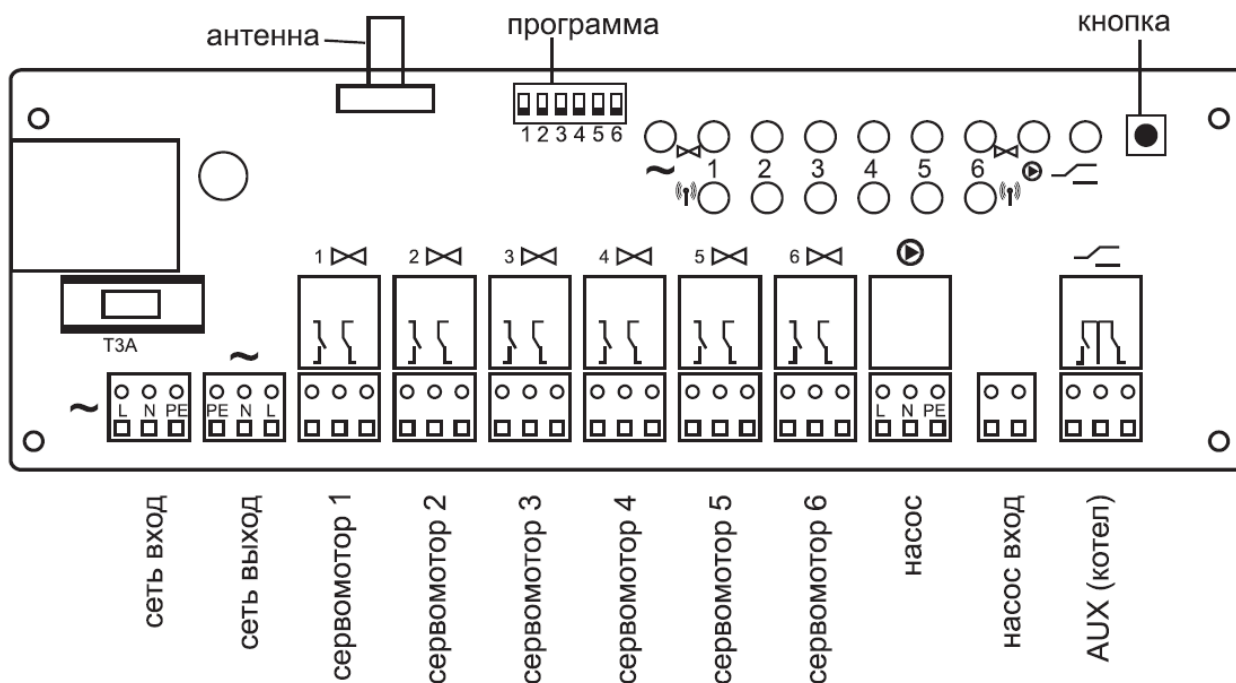 антенна
программа
кнопка
1 2 3 4 5 6
~ 1 2 3 4 5 6
1 2 3 4 5 6
T3A
~
~ L N PE PE N L L N PE
сеть вход
сеть выход
сервомотор 1
сервомотор 2
сервомотор 3
сервомотор 4
сервомотор 5
сервомотор 6
насос
насос вход
AUX (котел)